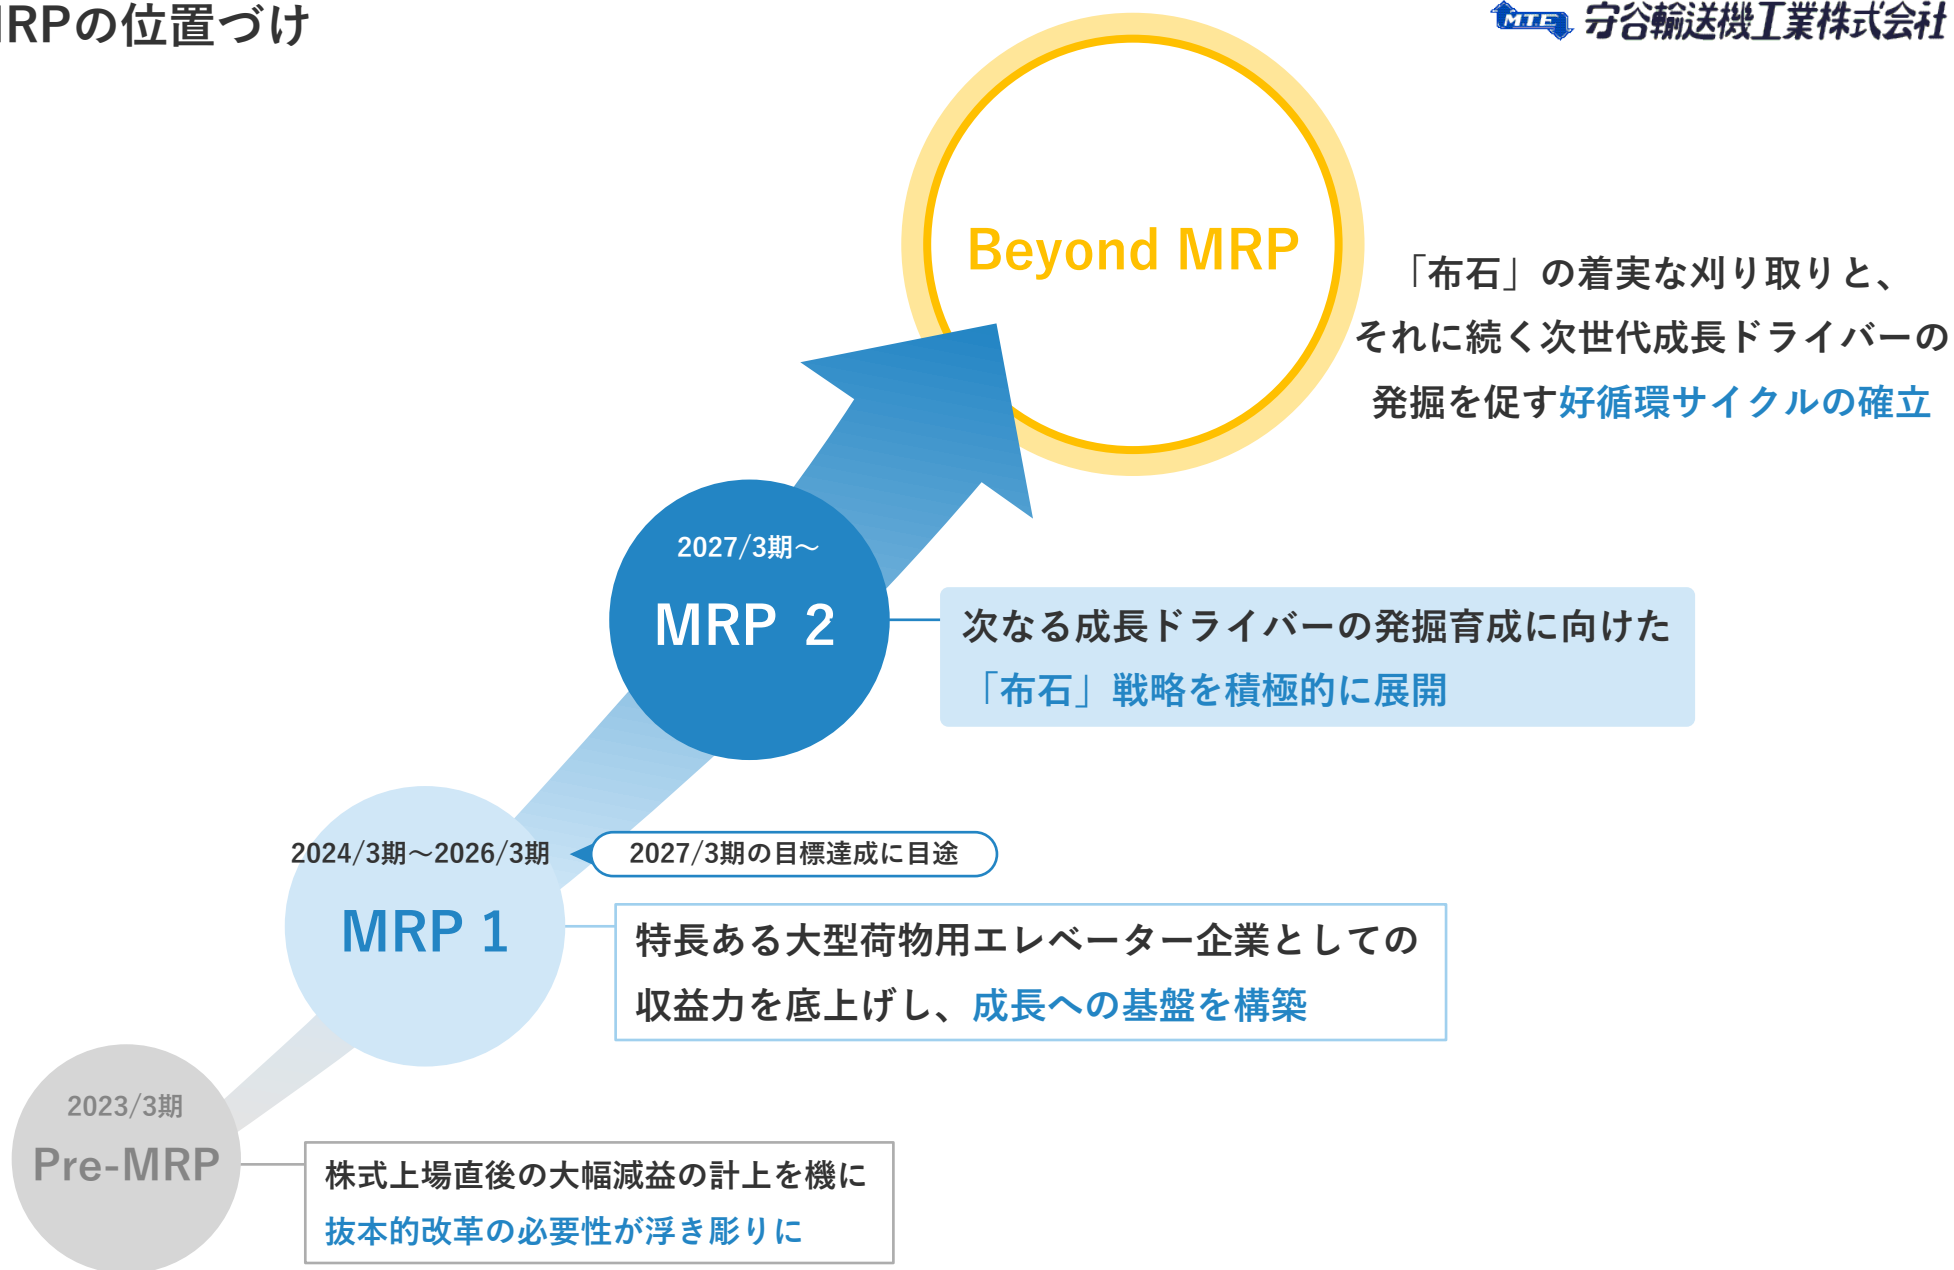 MRPの位置づけ
MTE 守谷輸送機工業株式会社
Beyond MRP
「布石」の着実な刈り取りと、
それに続く次世代成長ドライバーの
発掘を促す好循環サイクルの確立
2027/3期～
MRP 2
次なる成長ドライバーの発掘育成に向けた
「布石」戦略を積極的に展開
2024/3期～2026/3期
MRP 1
2027/3期の目標達成に目途
特長ある大型荷物用エレベーター企業としての
収益力を底上げし、成長への基盤を構築
2023/3期
Pre-MRP
株式上場直後の大幅減益の計上を機に
抜本的改革の必要性が浮き彫りに